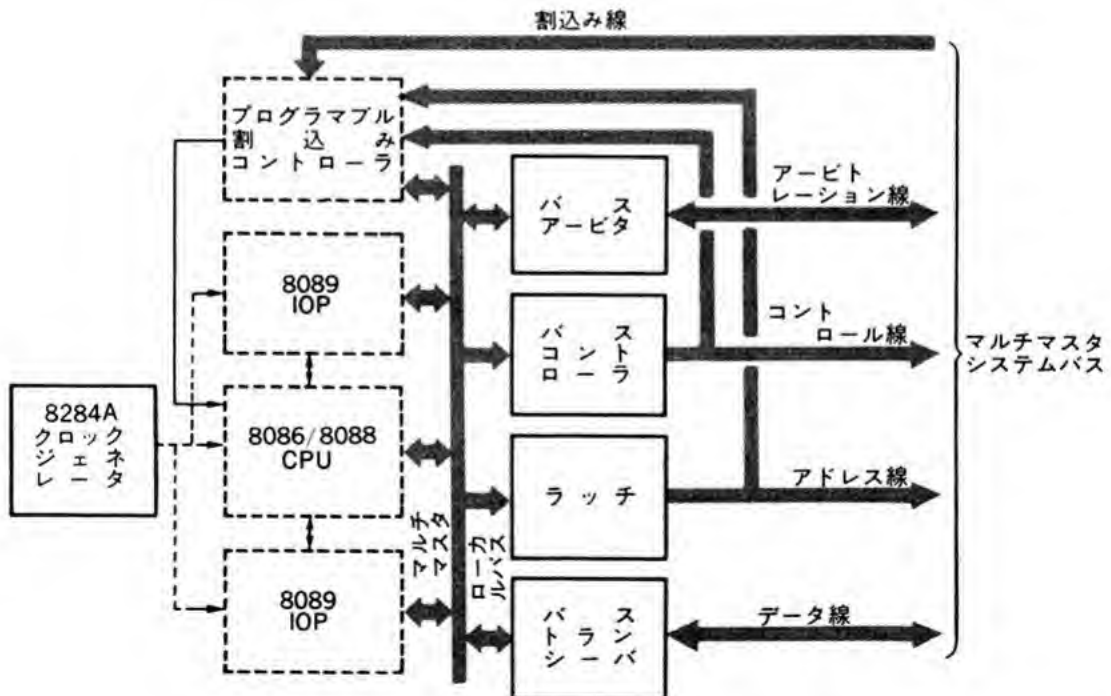 割込み線
プログラマブル
割込み
コントローラ
バス
アービタ
アービト
レーション線
8089
IOP
バス
コント
ローラ
コント
ロール線
マルチマスタ
システムバス
8284A
クロック
ジェネ
レータ
8086/8088
CPU
ラッチ
アドレス線
マルチ
マスタ
ローカ
ルバス
8089
IOP
バス
トラン
シーバ
データ線